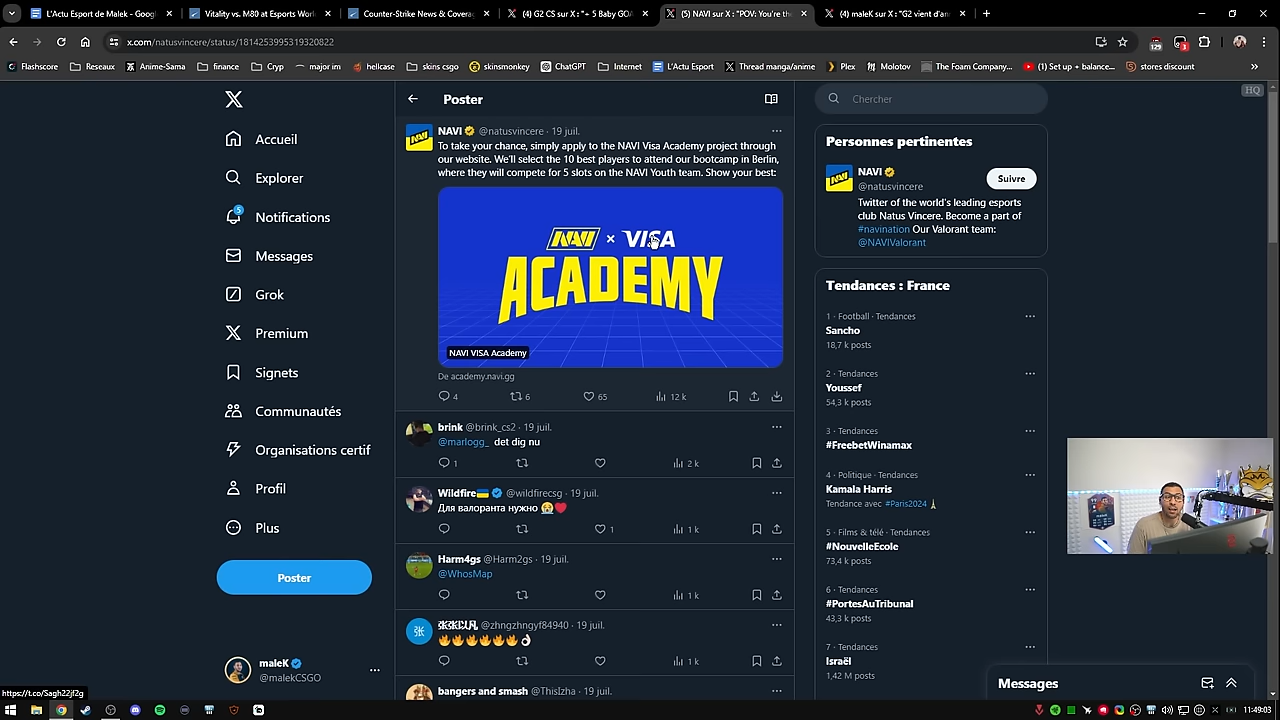 L'Actu Esport de Malek - Googl
Vitality vs. M80 at Esports World
Counter-Strike News & Coverag
(4) G2 CS sur X : "+ 5 Baby GOA
(5) NAVI sur X : "POV: You're th
(4) maleK sur X : "G2 vient d'an
x.com/natusvincere/status/1814253995319320822
129
3
Flashscore
Reseaux
Anime-Sama
finance
Cryp
major im
hellcase
skins csgo
skinsmonkey
ChatGPT
Internet
L'Actu Esport
Thread manga/anime
Plex
Molotov
The Foam Company...
(1) Set up + balance...
stores discount
HQ
Accueil
Explorer
5
Notifications
Messages
Grok
Premium
Signets
Communautés
Organisations certif
Profil
Plus
Poster
maleK
@malekCSGO
https://t.co/Sagh22jf2g
Poster
NAVI @natusvincere · 19 juil.
To take your chance, simply apply to the NAVI Visa Academy project through
our website. We'll select the 10 best players to attend our bootcamp in Berlin,
where they will compete for 5 slots on the NAVI Youth team. Show your best:
NAVI × VISA
ACADEMY
NAVI VISA Academy
De academy.navi.gg
4 6 65 12 k
brink @brink_cs2 · 19 juil.
@marlogg_ det dig nu
1 2 k
Wildfire🇺🇦 @wildfirecsg · 19 juil.
Для валоранта нужно 😭❤️
1 1 k
Harm4gs @Harm2gs · 19 juil.
@WhosMap
1 k
张
@zhngzhngyf84940 · 19 juil.
🔥🔥🔥🔥🔥🔥👌🏻
1 k
bangers and smash @ThisIzha · 19 juil.
Chercher
Personnes pertinentes
NAVI
@natusvincere
Suivre
Twitter of the world's leading esports
club Natus Vincere. Become a part of
#navination Our Valorant team:
@NAVIValorant
Tendances : France
1 · Football · Tendances
Sancho
18,7 k posts
2 · Tendances
Youssef
54,3 k posts
3 · Tendances
#FreebetWinamax
4 · Politique · Tendances
Kamala Harris
Tendance avec #Paris2024
5 · Films & télé · Tendances
#NouvelleEcole
73,4 k posts
6 · Tendances
#PortesAuTribunal
43,3 k posts
7 · Tendances
Israël
1,42 M posts
Messages
11:49:03